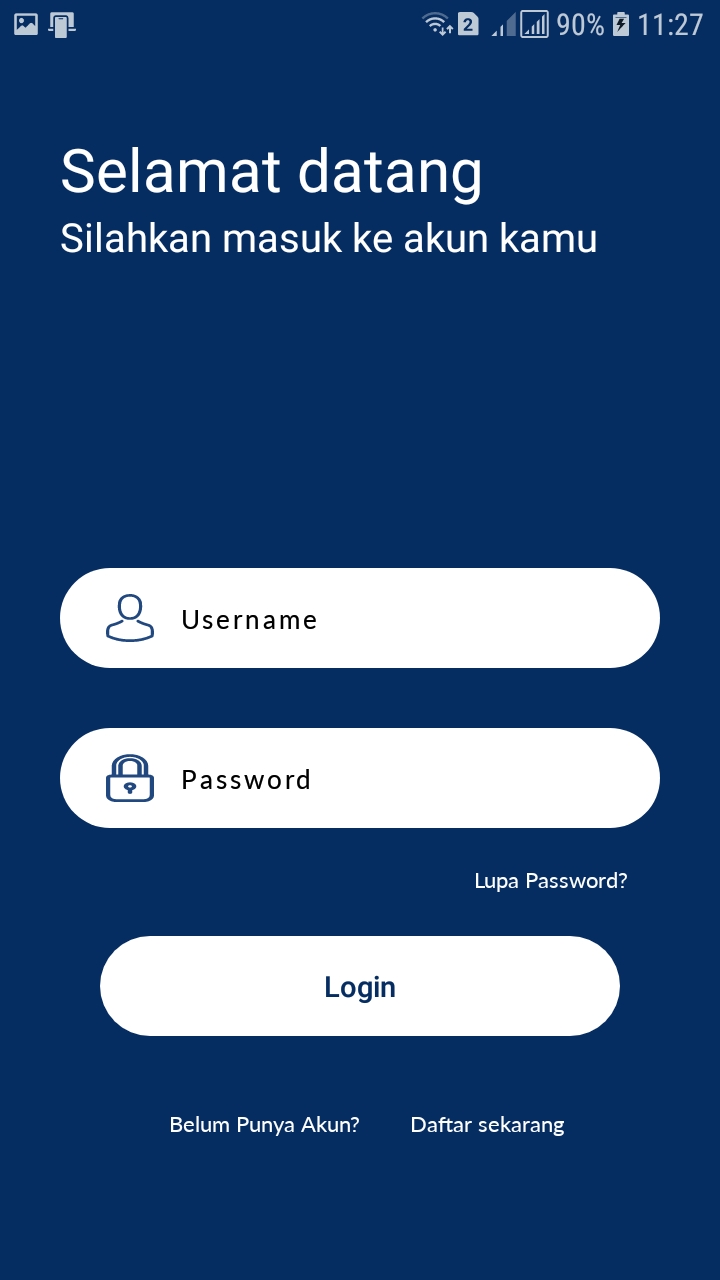 2 90% 11:27
Selamat datang
Silahkan masuk ke akun kamu
Username
Password
Lupa Password?
Login
Belum Punya Akun? Daftar sekarang